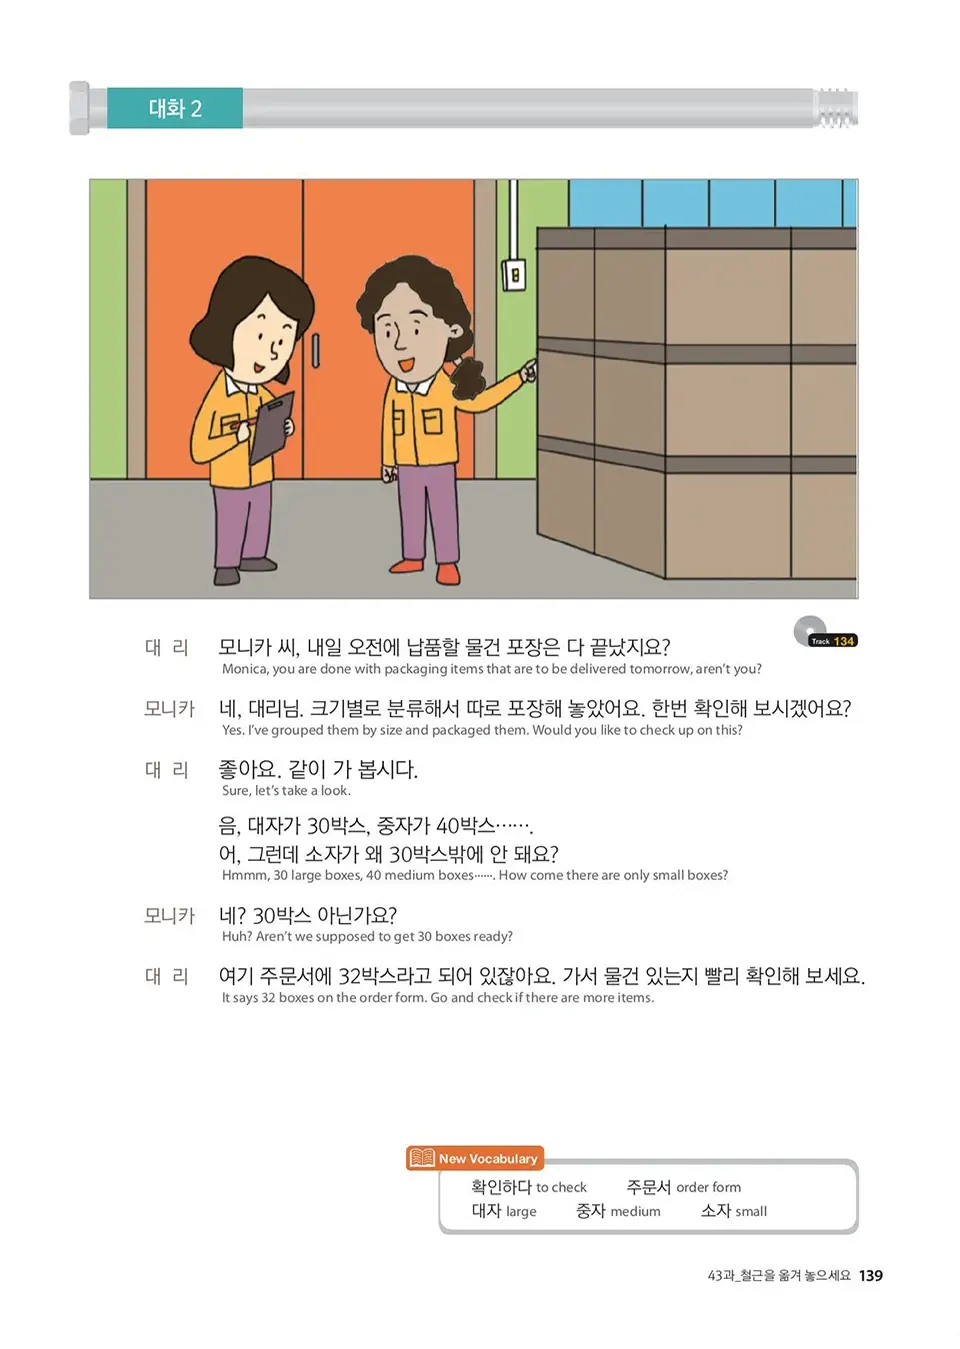 대화 2
Track 134
대 리 모니카 씨, 내일 오전에 납품할 물건 포장은 다 끝났지요?
Monica, you are done with packaging items that are to be delivered tomorrow, aren't you?
모니카 네, 대리님. 크기별로 분류해서 따로 포장해 놓았어요. 한번 확인해 보시겠어요?
Yes. I've grouped them by size and packaged them. Would you like to check up on this?
대 리 좋아요. 같이 가 봅시다.
Sure, let's take a look.
음, 대자가 30박스, 중자가 40박스…….
어, 그런데 소자가 왜 30박스밖에 안 돼요?
Hmmm, 30 large boxes, 40 medium boxes……. How come there are only small boxes?
모니카 네? 30박스 아닌가요?
Huh? Aren't we supposed to get 30 boxes ready?
대 리 여기 주문서에 32박스라고 되어 있잖아요. 가서 물건 있는지 빨리 확인해 보세요.
It says 32 boxes on the order form. Go and check if there are more items.
New Vocabulary
확인하다 to check 주문서 order form
대자 large 중자 medium 소자 small
43과_철근을 옮겨 놓으세요 139